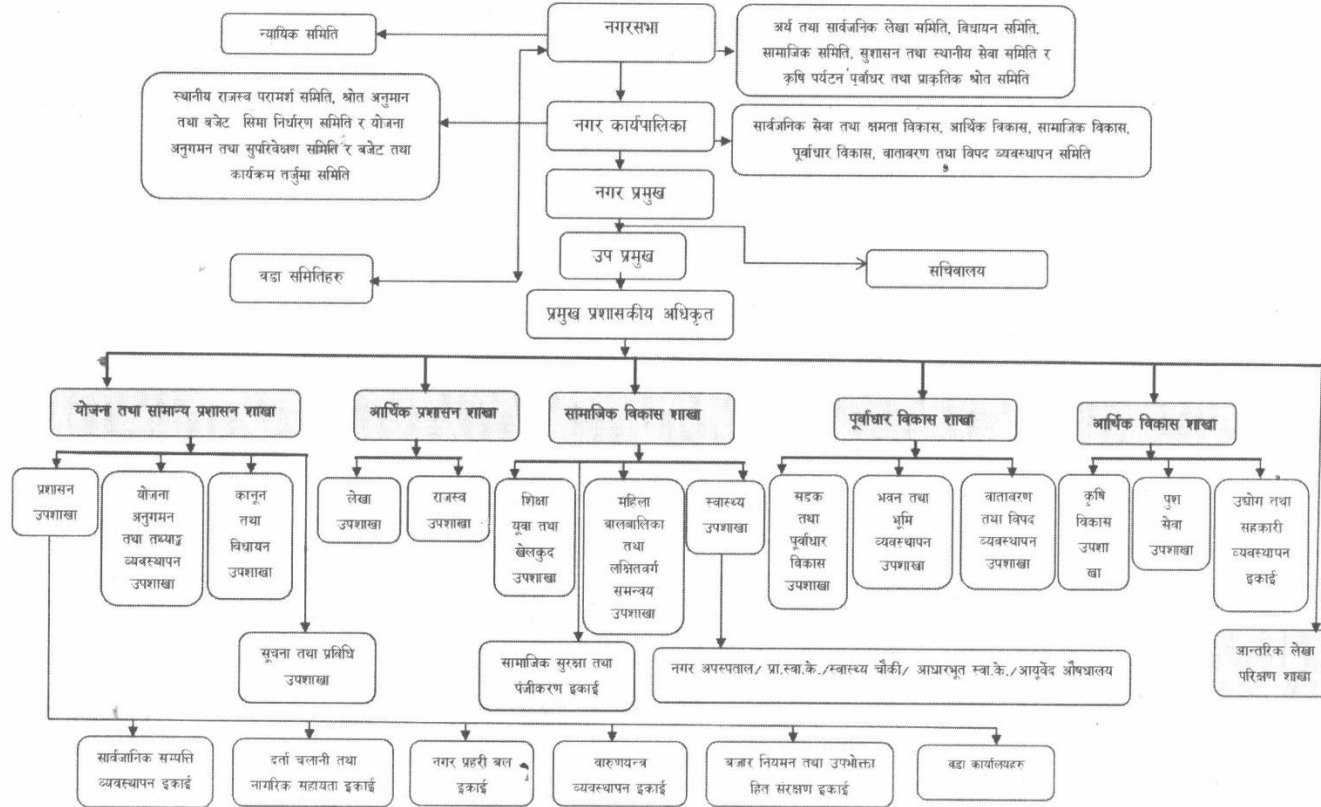 नगरसभा
न्यायिक समिति
अर्थ तथा सार्वजनिक लेखा समिति, विधायन समिति,
सामाजिक समिति, सुशासन तथा स्थानीय सेवा समिति र
कृषि पर्यटन पूर्वाधर तथा प्राकृतिक श्रोत समिति
स्थानीय राजस्व परामर्श समिति, श्रोत अनुमान
तथा बजेट सिमा निर्धारण समिति र योजना
अनुगमन तथा सुपरिवेक्षण समिति र बजेट तथा
कार्यक्रम तर्जुमा समिति
नगर कार्यपालिका
सार्वजनिक सेवा तथा क्षमता विकास, आर्थिक विकास, सामाजिक विकास,
पूर्वाधार विकास, वातावरण तथा विपद व्यवस्थापन समिति
नगर प्रमुख
उप प्रमुख
वडा समितिहरु
सचिबालय
प्रमुख प्रशासकीय अधिकृत
योजना तथा सामान्य प्रशासन शाखा
आर्थिक प्रशासन शाखा
सामाजिक विकास शाखा
पूर्वाधार विकास शाखा
आर्थिक विकास शाखा
प्रशासन
उपशाखा
योजना
अनुगमन
तथा तथ्याङ्क
व्यवस्थापन
उपशाखा
कानून
तथा
विधायन
उपशाखा
लेखा
उपशाखा
राजस्व
उपशाखा
शिक्षा
यूवा तथा
खेलकुद
उपशाखा
महिला
बालबालिका
तथा
लक्षितवर्ग
समन्वय
उपशाखा
स्वास्थ्य
उपशाखा
सडक
तथा
पूर्वाधार
विकास
उपशाखा
भवन तथा
भूमि
व्यवस्थापन
उपशाखा
वातावरण
तथा विपद
व्यवस्थापन
उपशाखा
कृषि
विकास
उपशा
खा
पुश
सेवा
उपशाखा
उद्योग तथा
सहकारी
व्यवस्थापन
इकाई
सूचना तथा प्रविधि
उपशाखा
सामाजिक सुरक्षा तथा
पंजीकरण इकाई
नगर अपस्पताल/ प्रा.स्वा.के./स्वास्थ्य चौकी/ आधारभूत स्वा.के./आयूर्वेद औषधालय
आन्तरिक लेखा
परिक्षण शाखा
सार्वजानिक सम्पत्ति
व्यवस्थापन इकाई
दर्ता चलानी तथा
नागरिक सहायता इकाई
नगर प्रहरी बल
इकाई
वारुणयन्त्र
व्यवस्थापन इकाई
बजार नियमन तथा उपभोक्ता
हित संरक्षण इकाई
वडा कार्यालयहरु